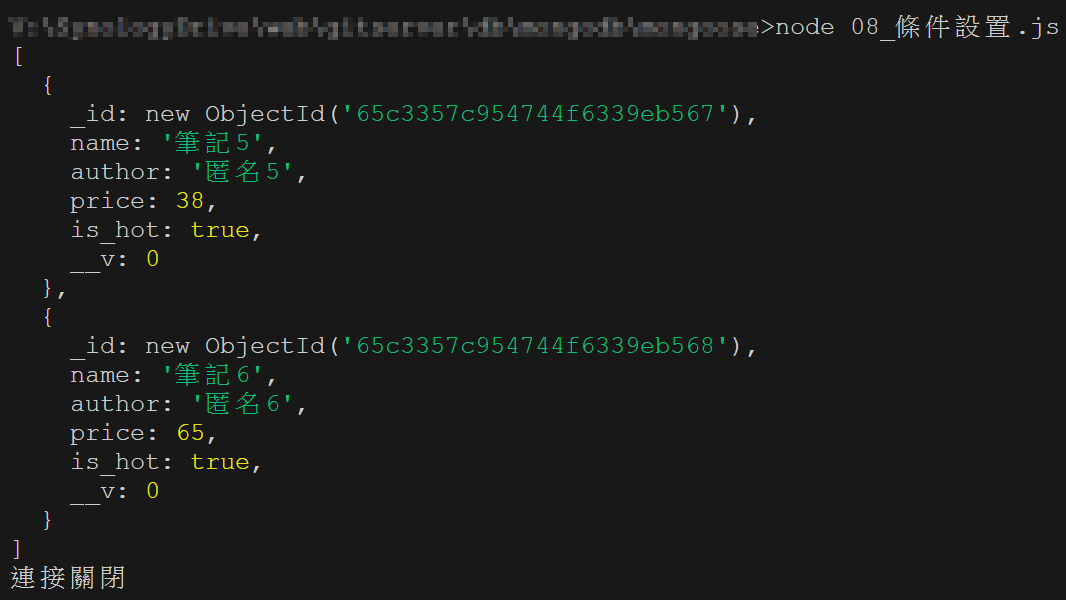 >node 08_條件設置.js
[
  {
    _id: new ObjectId('65c3357c954744f6339eb567'),
    name: '筆記5',
    author: '匿名5',
    price: 38,
    is_hot: true,
    __v: 0
  },
  {
    _id: new ObjectId('65c3357c954744f6339eb568'),
    name: '筆記6',
    author: '匿名6',
    price: 65,
    is_hot: true,
    __v: 0
  }
]
連接關閉